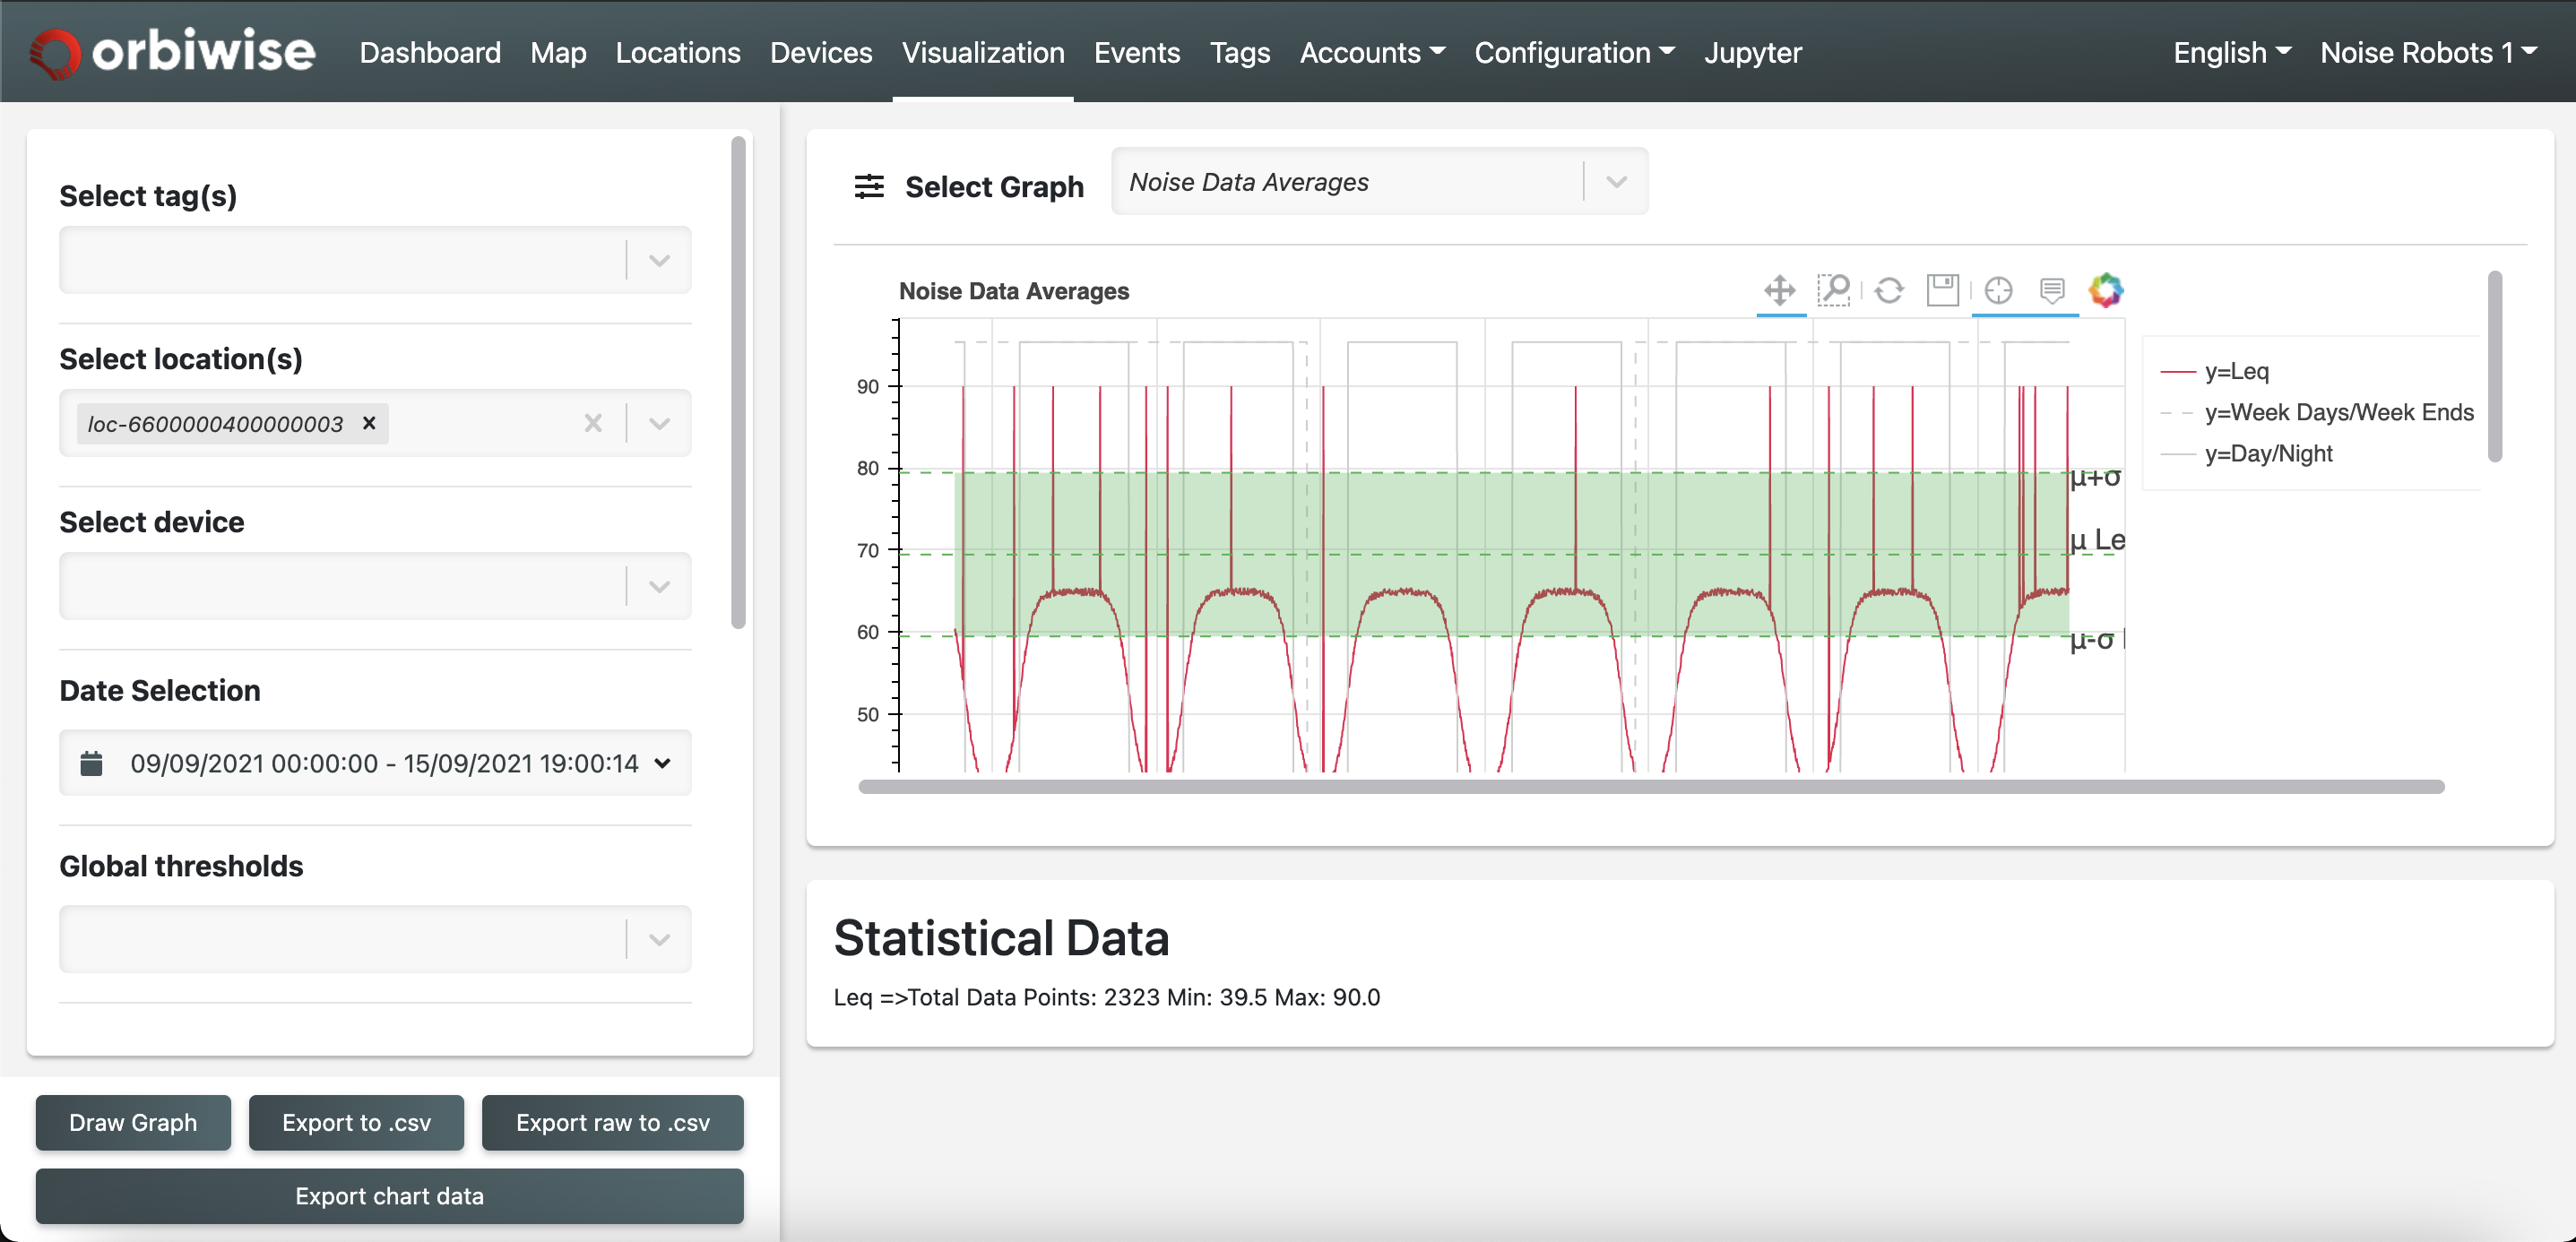 orbiwise Dashboard Map Locations Devices Visualization Events Tags Accounts Configuration Jupyter English Noise Robots 1
Select tag(s)
Select location(s)
loc-6600000400000003
Select device
Date Selection
09/09/2021 00:00:00 - 15/09/2021 19:00:14
Global thresholds
Draw Graph
Export to .csv
Export raw to .csv
Export chart data
Select Graph
Noise Data Averages
Noise Data Averages
90
80
70
60
50
μ+σ
μ Le
μ-σ
y=Leq
y=Week Days/Week Ends
y=Day/Night
Statistical Data
Leq =>Total Data Points: 2323 Min: 39.5 Max: 90.0